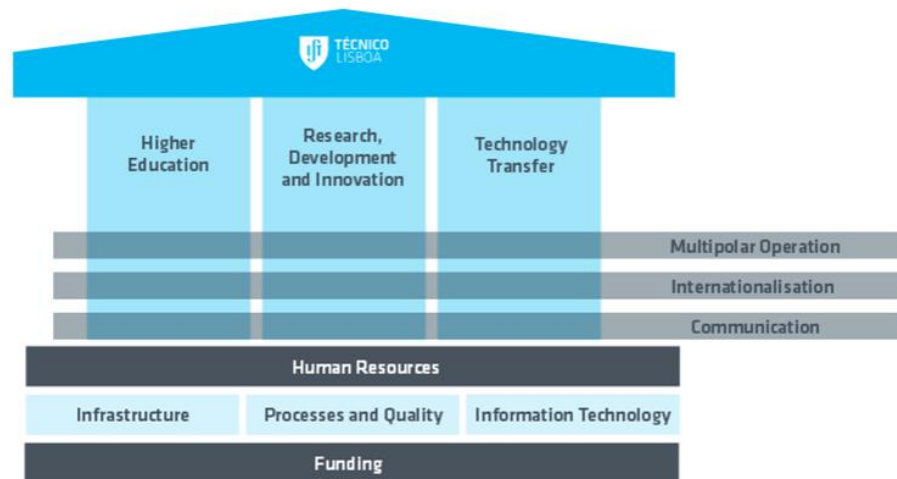 TÉCNICO
LISBOA
Higher
Education
Research,
Development
and Innovation
Technology
Transfer
Multipolar Operation
Internationalisation
Communication
Human Resources
Infrastructure
Processes and Quality
Information Technology
Funding